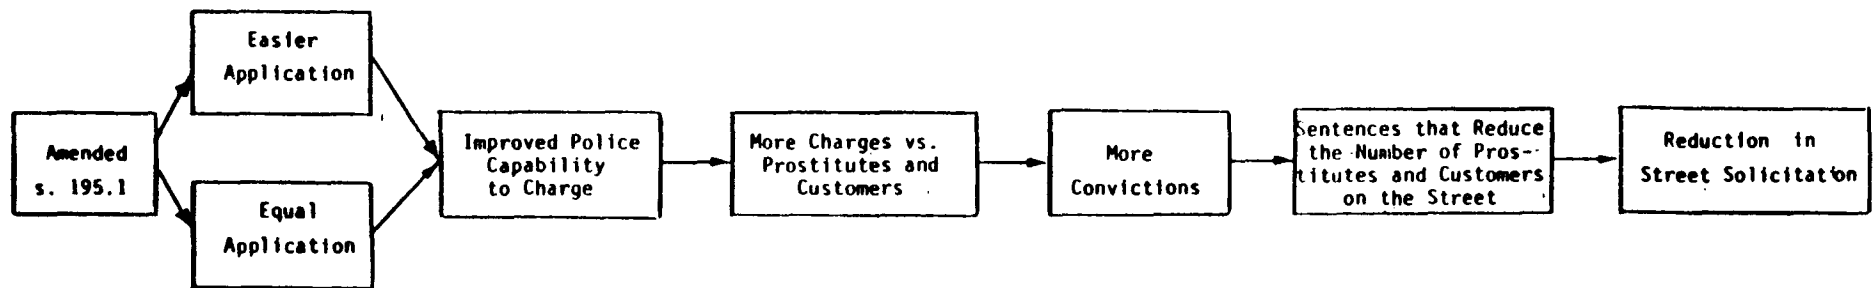 Easier
Application
Amended
s. 195.1
Equal
Application
Improved Police
Capability
to Charge
More Charges vs.
Prostitutes and
Customers
More
Convictions
Sentences that Reduce
the Number of Pros-
titutes and Customers
on the Street
Reduction in
Street Solicitation